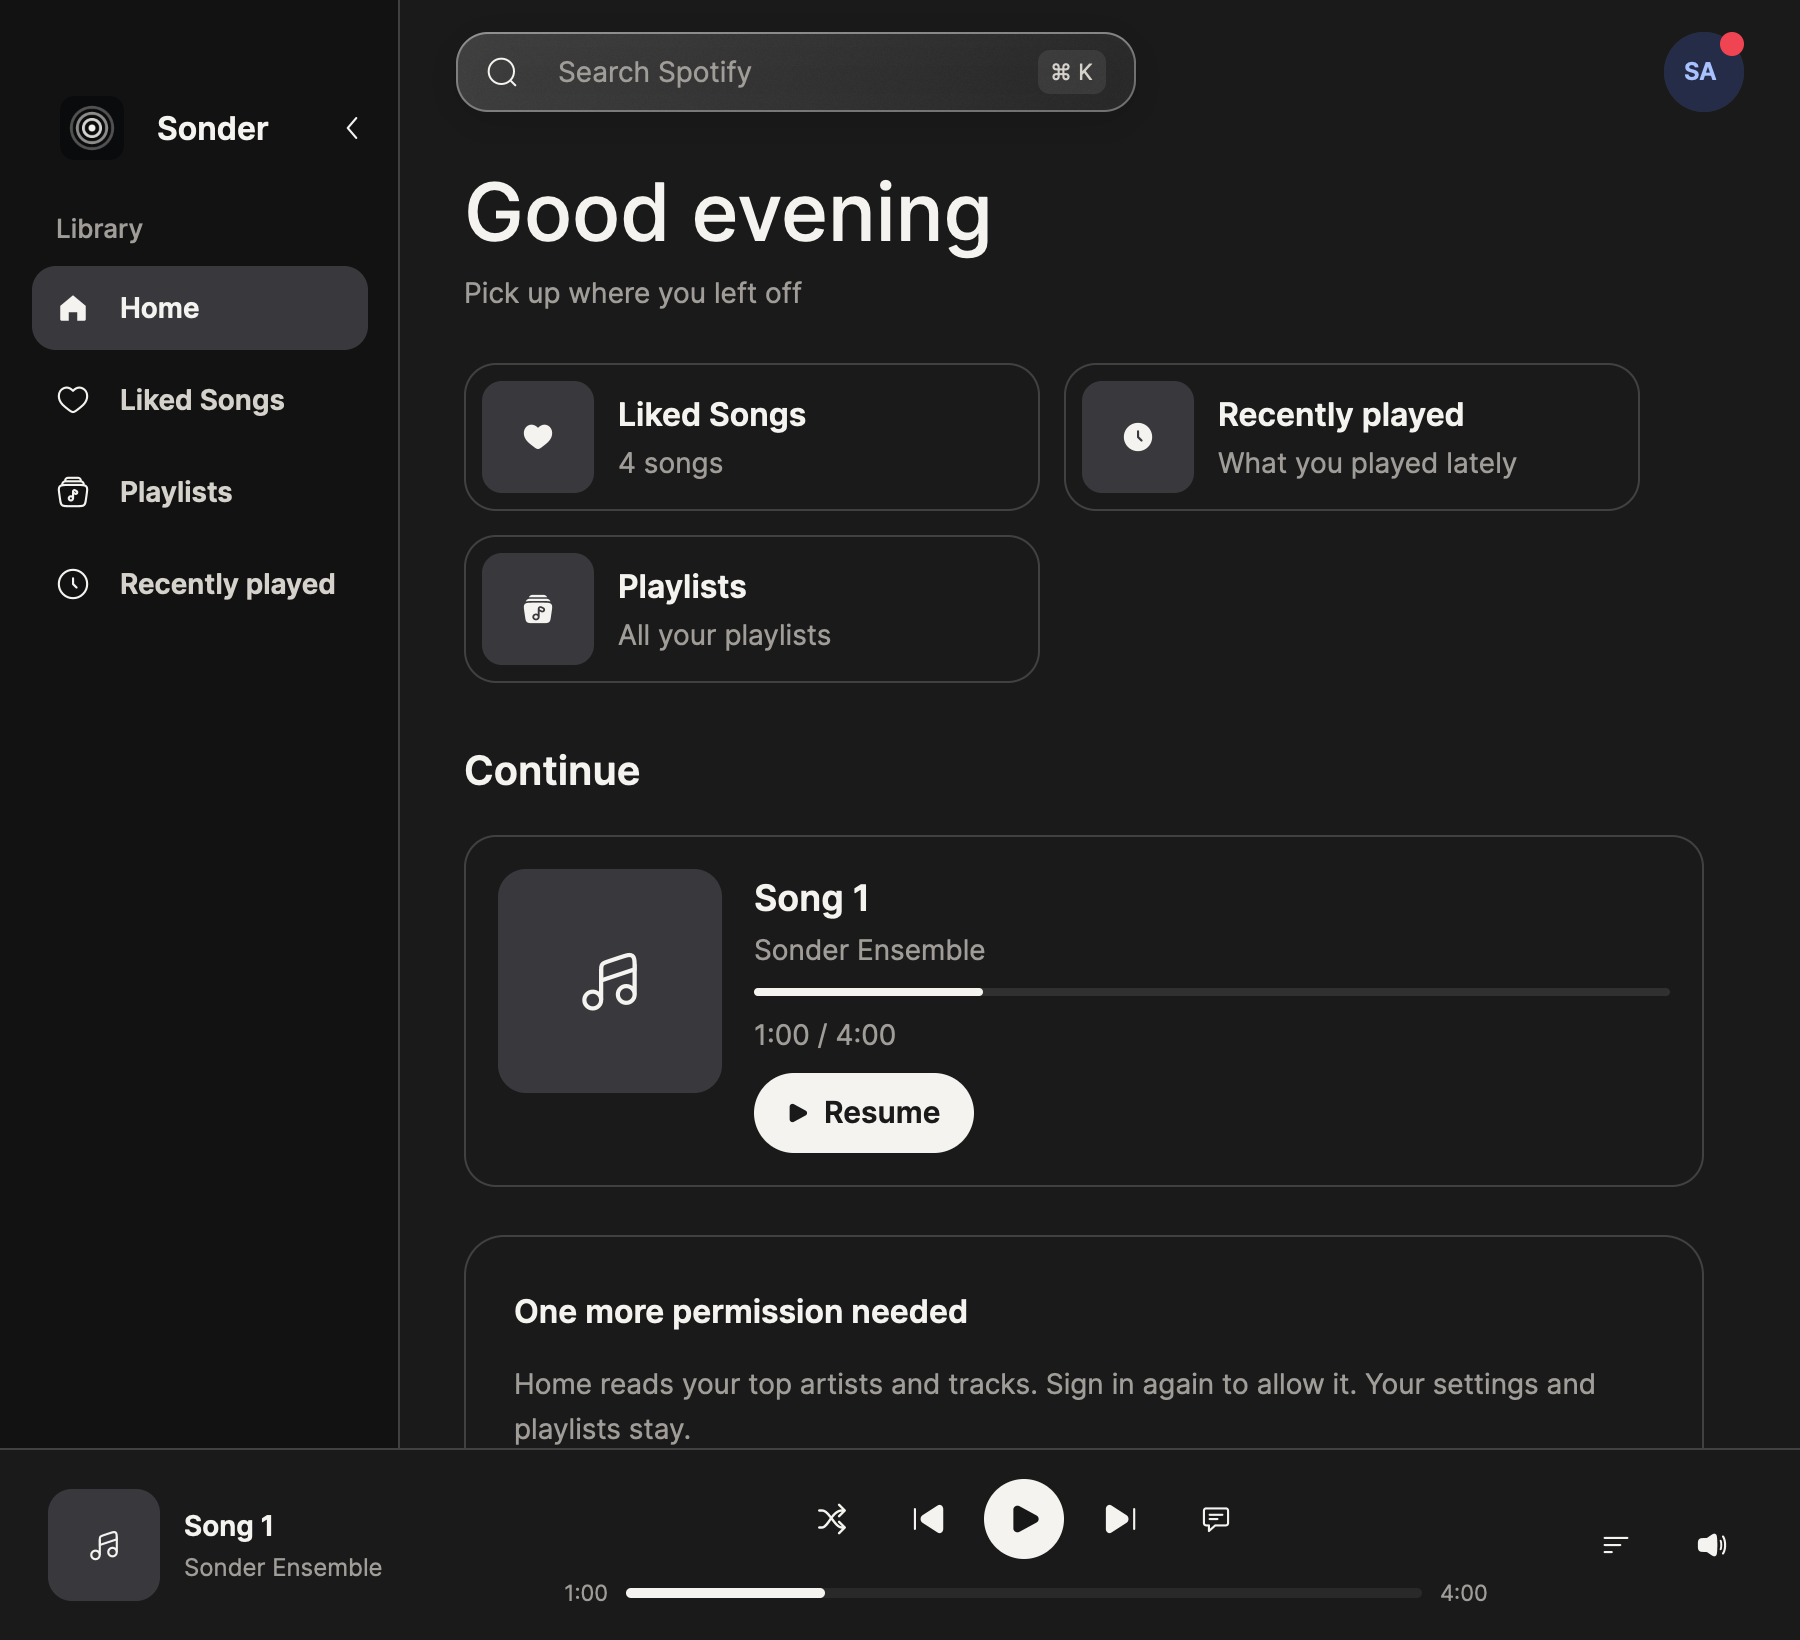 Search Spotify
⌘ K
SA
Sonder
Library
Home
Liked Songs
Playlists
Recently played
Good evening
Pick up where you left off
Liked Songs
4 songs
Recently played
What you played lately
Playlists
All your playlists
Continue
Song 1
Sonder Ensemble
1:00 / 4:00
Resume
One more permission needed
Home reads your top artists and tracks. Sign in again to allow it. Your settings and
playlists stay.
Song 1
Sonder Ensemble
1:00
4:00